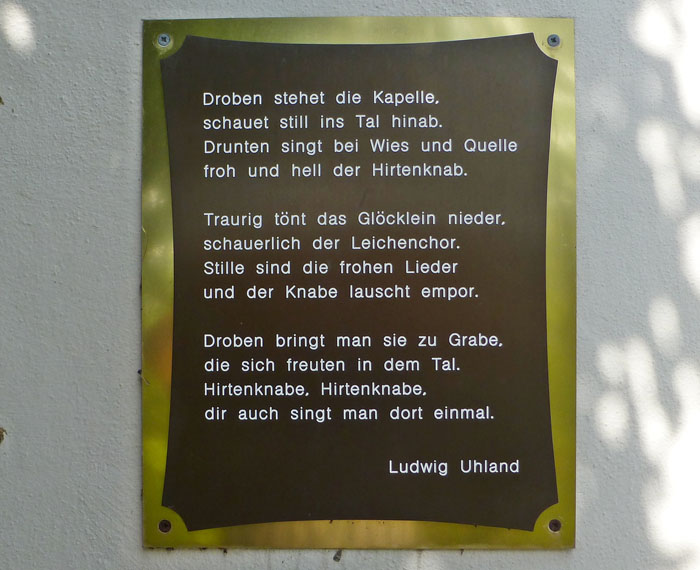 Droben stehet die Kapelle,
schauet still ins Tal hinab.
Drunten singt bei Wies und Quelle
froh und hell der Hirtenknab.

Traurig tönt das Glöcklein nieder,
schauerlich der Leichenchor.
Stille sind die frohen Lieder
und der Knabe lauscht empor.

Droben bringt man sie zu Grabe,
die sich freuten in dem Tal.
Hirtenknabe, Hirtenknabe,
dir auch singt man dort einmal.

Ludwig Uhland